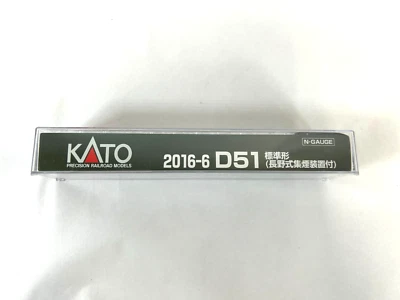 KATO
PRECISION RAILROAD MODELS
2016-6 D51 標準形
(長野式集煙装置付)
N-GAUGE